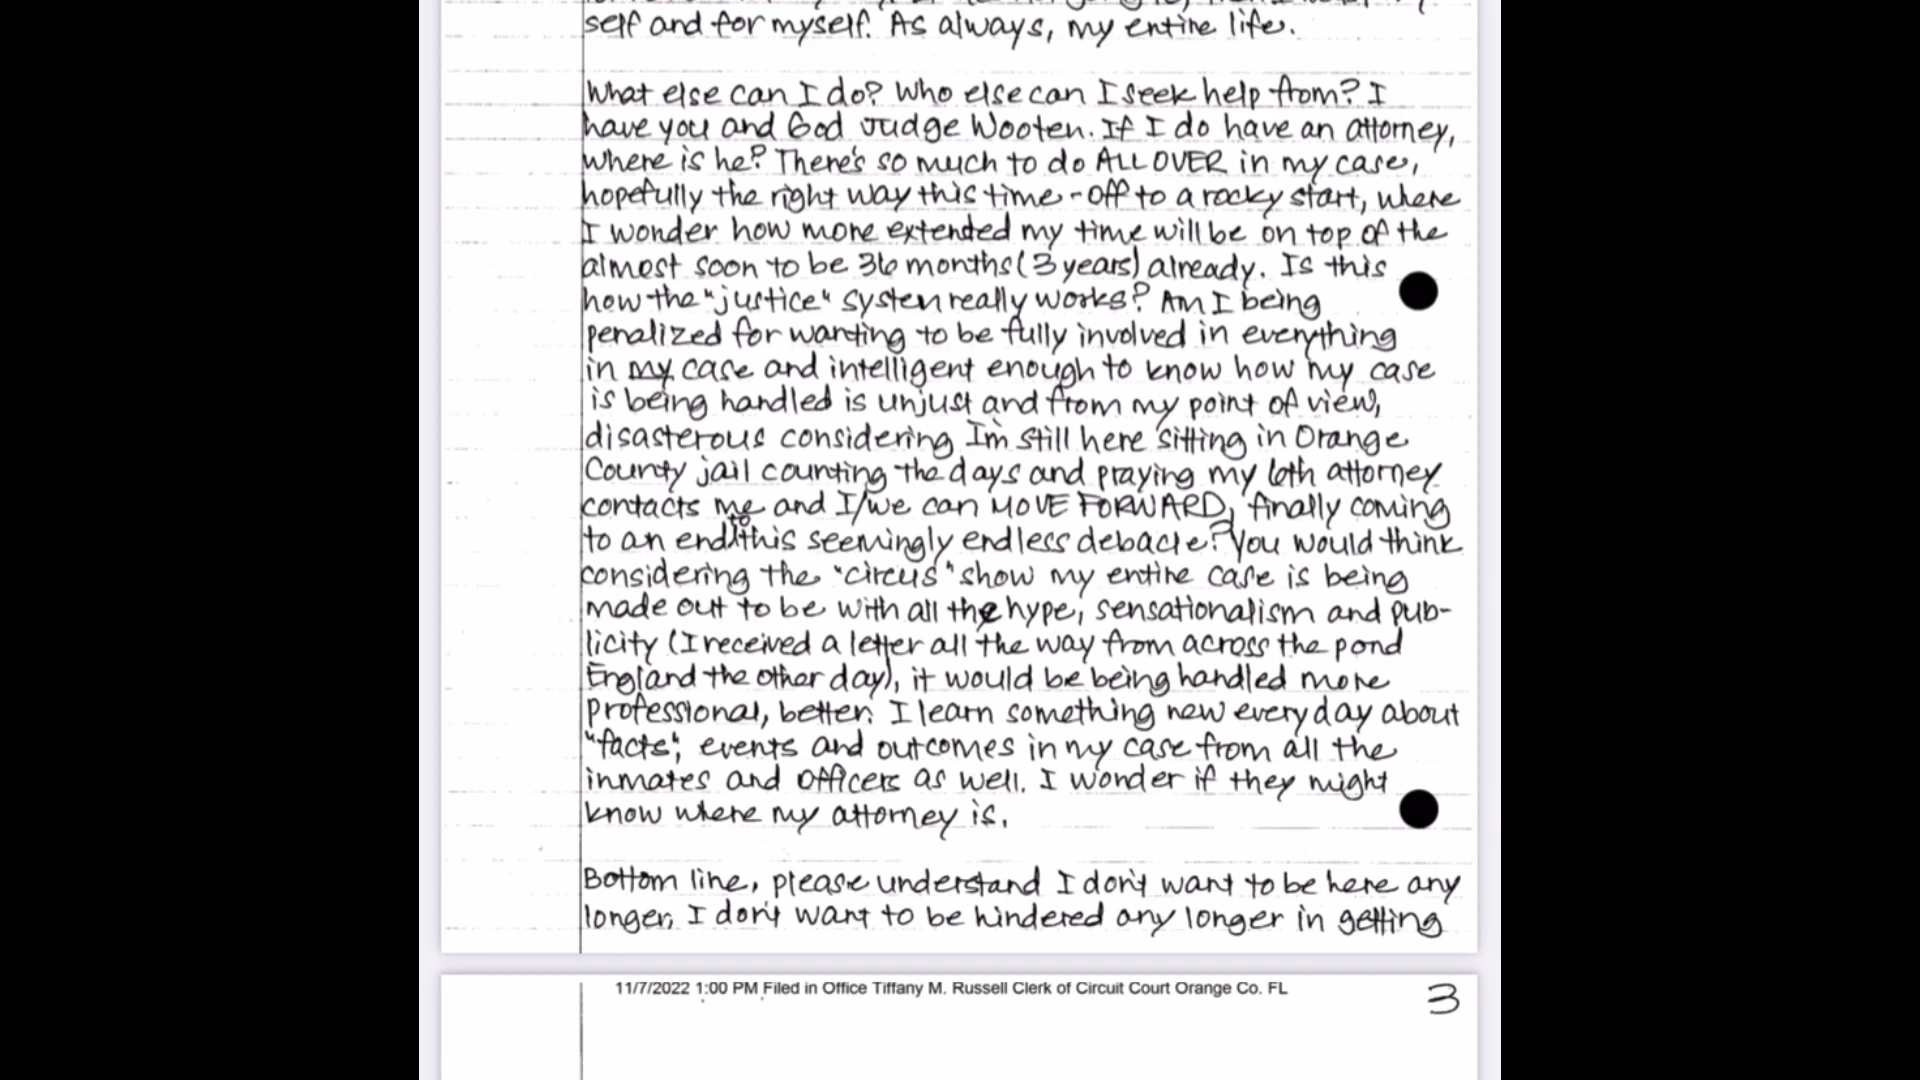 self and for myself. As always, my entire life.
What else can I do? Who else can I seek help from? I
have you and God Judge Wooten. If I do have an attorney,
where is he? There's so much to do ALL OVER in my case,
hopefully the right way this time - off to a rocky start, where
I wonder how more extended my time will be on top of the
almost soon to be 36 months (3 years) already. Is this
how the "justice" systen really works? Am I being
penalized for wanting to be fully involved in everything
in my case and intelligent enough to know how my case
is being handled is unjust and from my point of view,
disasterous considering I'm still here sitting in Orange
County jail counting the days and praying my 6th attorney
contacts me and I/we can MOVE FORWARD, finally coming
to an end to this seemingly endless debacle? You would think
considering the "circus" show my entire case is being
made out to be with all the hype, sensationalism and pub-
licity (I received a letter all the way from across the pond
England the other day), it would be being handled more
professional, better. I learn something new every day about
"facts", events and outcomes in my case from all the
inmates and officers as well. I wonder if they might
know where my attorney is.
Bottom line, please understand I don't want to be here any
longer, I don't want to be hindered any longer in getting
11/7/2022 1:00 PM Filed in Office Tiffany M. Russell Clerk of Circuit Court Orange Co. FL
3